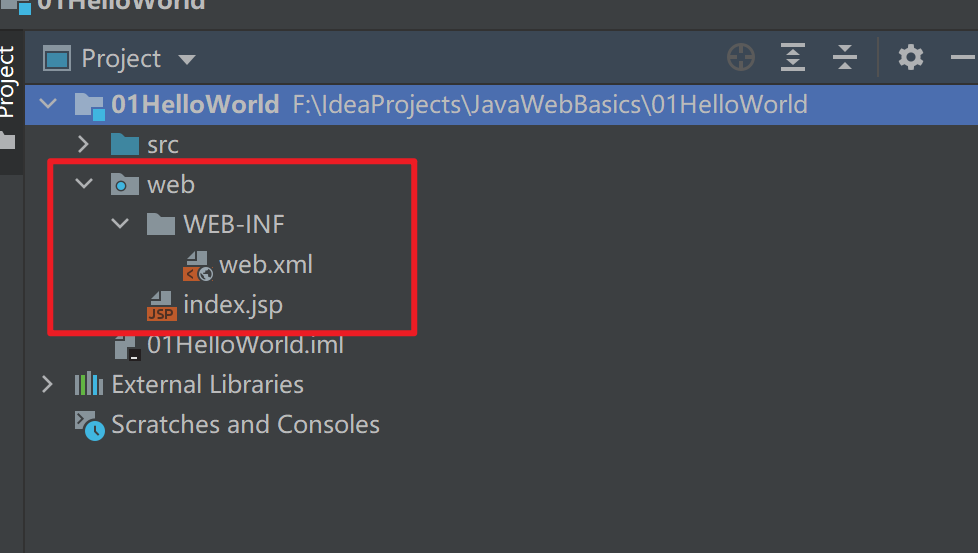 01HelloWorld
Project
Project
01HelloWorld F:\IdeaProjects\JavaWebBasics\01HelloWorld
src
web
WEB-INF
web.xml
JSP index.jsp
01HelloWorld.iml
External Libraries
Scratches and Consoles